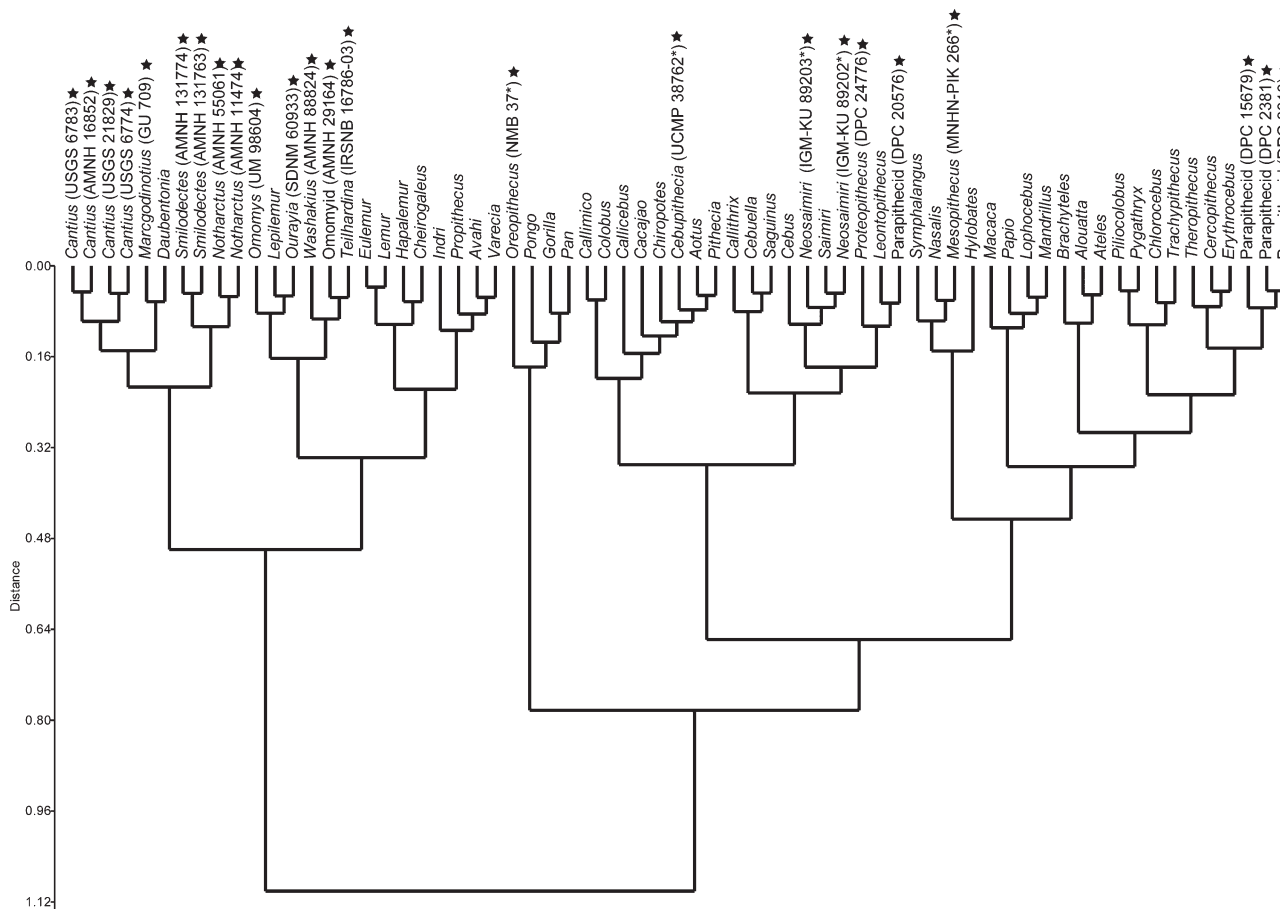 Cantius (USGS 6783)★
Cantius (AMNH 16852)★
Cantius (USGS 21829)★
Cantius (USGS 6774)★
Marcgodinotius (GU 709) ★
Daubentonia
Smilodectes (AMNH 131774)★
Smilodectes (AMNH 131763)★
Notharctus (AMNH 55061)★
Notharctus (AMNH 11474)★
Omomys (UM 98604)★
Lepilemur
Ourayia (SDNM 60933)★
Washakius (AMNH 88824)★
Omomyid (AMNH 29164)★
Teilhardina (IRSNB 16786-03)★
Eulemur
Lemur
Hapalemur
Cheirogaleus
Indri
Propithecus
Avahi
Varecia
Oreopithecus (NMB 37*)★
Pongo
Gorilla
Pan
Callimico
Colobus
Callicebus
Cacajao
Chiropotes
Cebupithecia (UCMP 38762*)★
Aotus
Pithecia
Callithrix
Cebuella
Saguinus
Cebus
Neosaimiri (IGM-KU 89203*)★
Saimiri
Neosaimiri (IGM-KU 89202*)★
Proteopithecus (DPC 24776)★
Leontopithecus
Parapithecid (DPC 20576)★
Symphalangus
Nasalis
Mesopithecus (MNHN-PIK 266*)★
Hylobates
Macaca
Papio
Lophocebus
Mandrillus
Brachyteles
Alouatta
Ateles
Piliocolobus
Pygathryx
Chlorocebus
Trachypithecus
Theropithecus
Cercopithecus
Erythrocebus
Parapithecid (DPC 15679)★
Parapithecid (DPC 2381)★
0.00
0.16
0.32
0.48
0.64
0.80
0.96
1.12
Distance